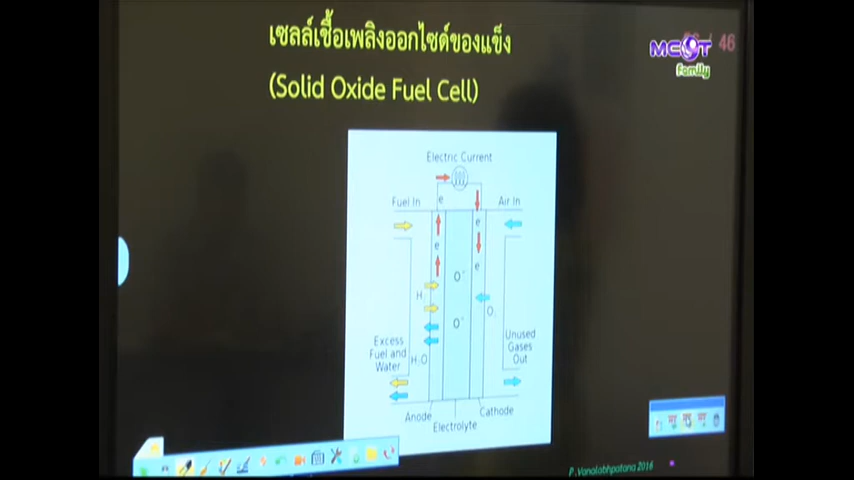 เซลล์เชื้อเพลิงออกไซด์ของแข็ง
(Solid Oxide Fuel Cell)
MCOT
family
46
Electric Current
Fuel In
e
Air In
e
e
e
O
H
O
O
Excess
Fuel and
Water
H₂O
Unused
Gases
Out
Anode
Cathode
Electrolyte
P.Vanalabhpatana 2016